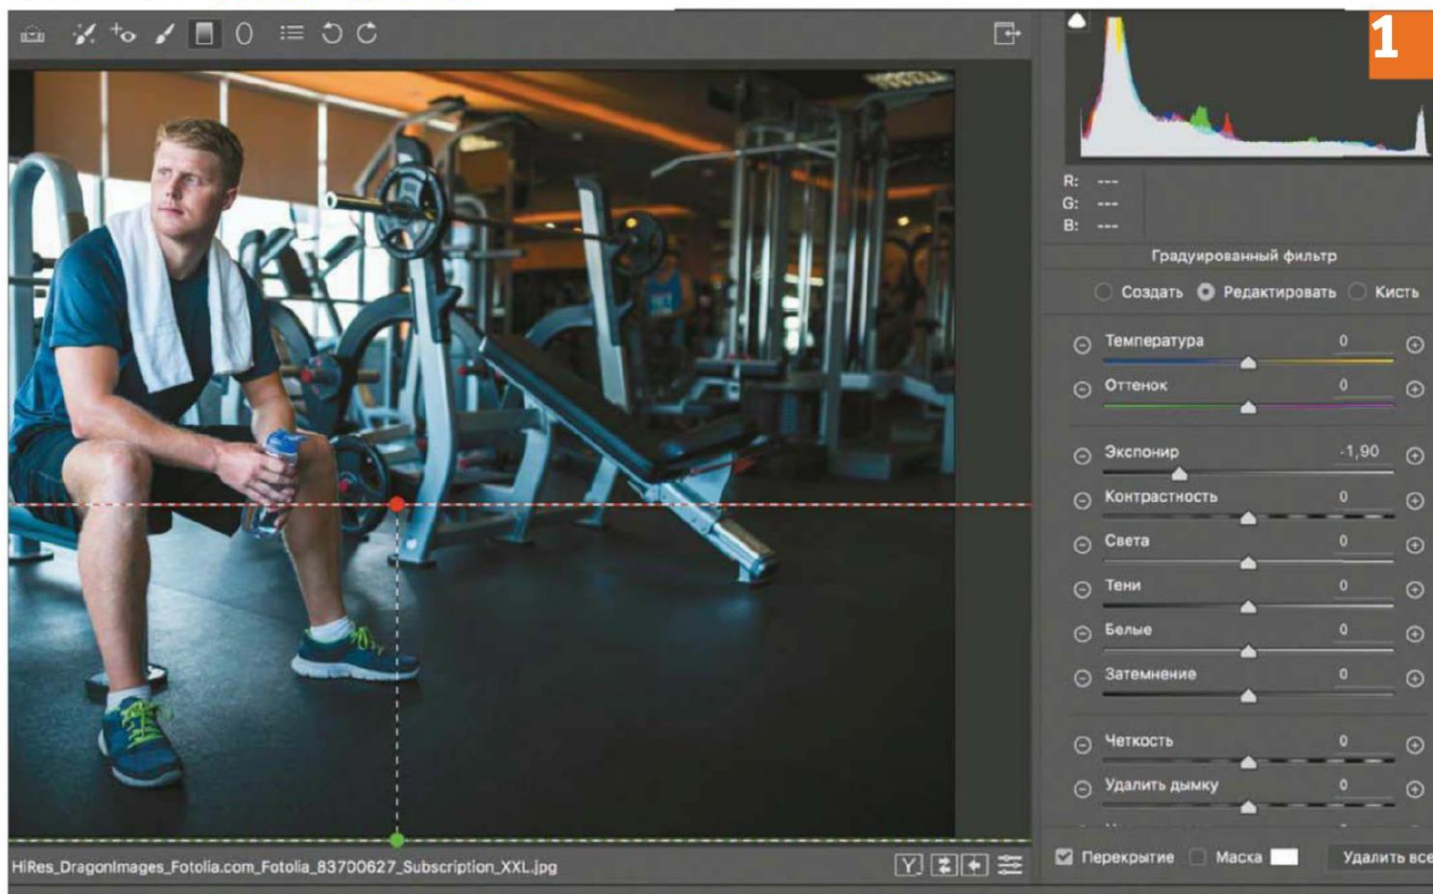 1
R: ---
G: ---
B: ---
Градуированный фильтр
Создать Редактировать Кисть
Температура 0
Оттенок 0
Экспонир -1,90
Контрастность 0
Света 0
Тени 0
Белые 0
Затемнение 0
Четкость 0
Удалить дымку 0
HiRes_DragonImages_Fotolia.com_Fotolia_83700627_Subscription_XXL.jpg
Y
Перекрытие Маска Удалить все